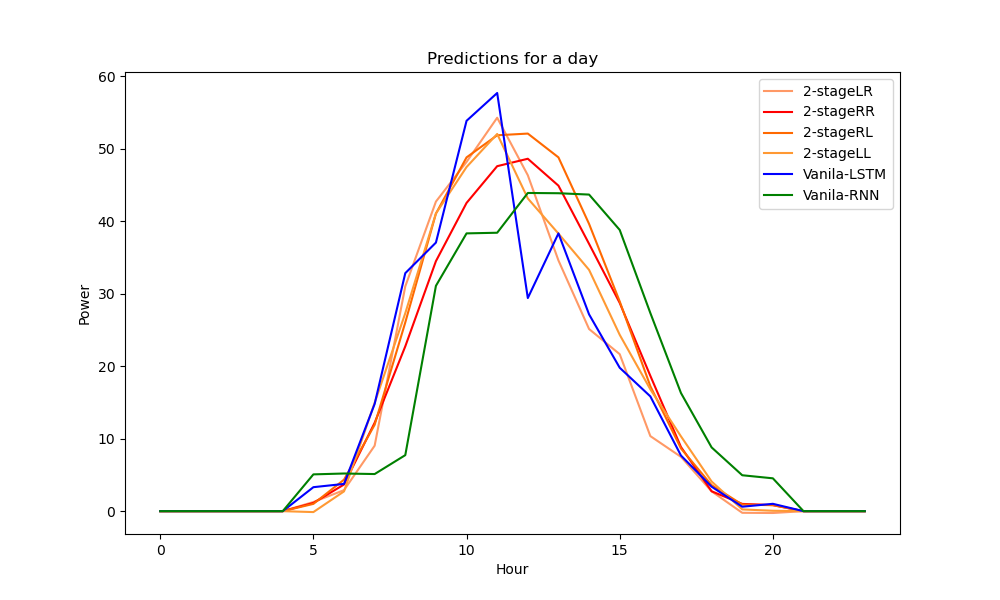 Predictions for a day
60
50
40
30
20
10
0
Power
0 5 10 15 20
Hour
2-stageLR
2-stageRR
2-stageRL
2-stageLL
Vanila-LSTM
Vanila-RNN